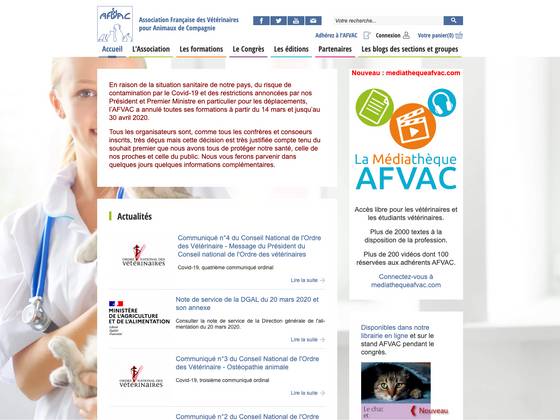 AFVAC
Association Française des Vétérinaires
pour Animaux de Compagnie
Votre recherche...
Adhérez à l'AFVAC
Connexion
Votre panier(0)
Accueil
L'Association
Les formations
Le Congrès
Les éditions
Partenaires
Les blogs des sections et groupes
En raison de la situation sanitaire de notre pays, du risque de
contamination par le Covid-19 et des restrictions annoncées par nos
Président et Premier Ministre en particulier pour les déplacements,
l'AFVAC a annulé toutes ses formations à partir du 14 mars et jusqu'au
30 avril 2020.
Tous les organisateurs sont, comme tous les confrères et consoeurs
inscrits, très déçus mais cette décision est très justifiée compte tenu du
souhait premier que nous avons tous de protéger notre santé, celle de
nos proches et celle du public. Nous vous ferons parvenir dans
quelques jours quelques informations complémentaires.
Actualités
ORDRE NATIONAL DES
VÉTÉRINAIRES
Communiqué n°4 du Conseil National de l'Ordre
des Vétérinaire - Message du Président du
Conseil national de l'Ordre des vétérinaires
Covid-19, quatrième communiqué ordinal
Lire la suite
MINISTÈRE
DE L'AGRICULTURE
ET DE L'ALIMENTATION
Note de service de la DGAL du 20 mars 2020 et
son annexe
Consulter la note de service de la Direction générale de l'ali-
mentation du 20 mars 2020.
Lire la suite
ORDRE NATIONAL DES
VÉTÉRINAIRES
Communiqué n°3 du Conseil National de l'Ordre
des Vétérinaire - Ostéopathie animale
Covid-19, troisième communiqué ordinal
Lire la suite
Communiqué n°2 du Conseil National de l'Ordre
Nouveau : mediathequeafvac.com
La Médiathèque
AFVAC
Accès libre pour les vétérinaires et
les étudiants vétérinaires.
Plus de 2000 textes à la
disposition de la profession.
Plus de 200 vidéos dont 100
réservées aux adhérents AFVAC.
Connectez-vous à
mediathequeafvac.com
Disponibles dans notre
librairie en ligne et sur le
stand AFVAC pendant le
congrès.
Nouveau
Le chat